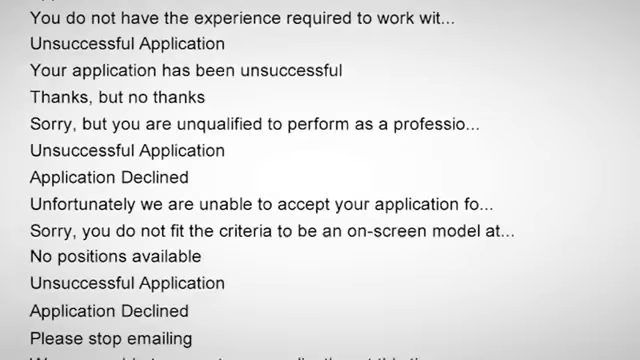 You do not have the experience required to work wit...
Unsuccessful Application
Your application has been unsuccessful
Thanks, but no thanks
Sorry, but you are unqualified to perform as a professio...
Unsuccessful Application
Application Declined
Unfortunately we are unable to accept your application fo...
Sorry, you do not fit the criteria to be an on-screen model at...
No positions available
Unsuccessful Application
Application Declined
Please stop emailing